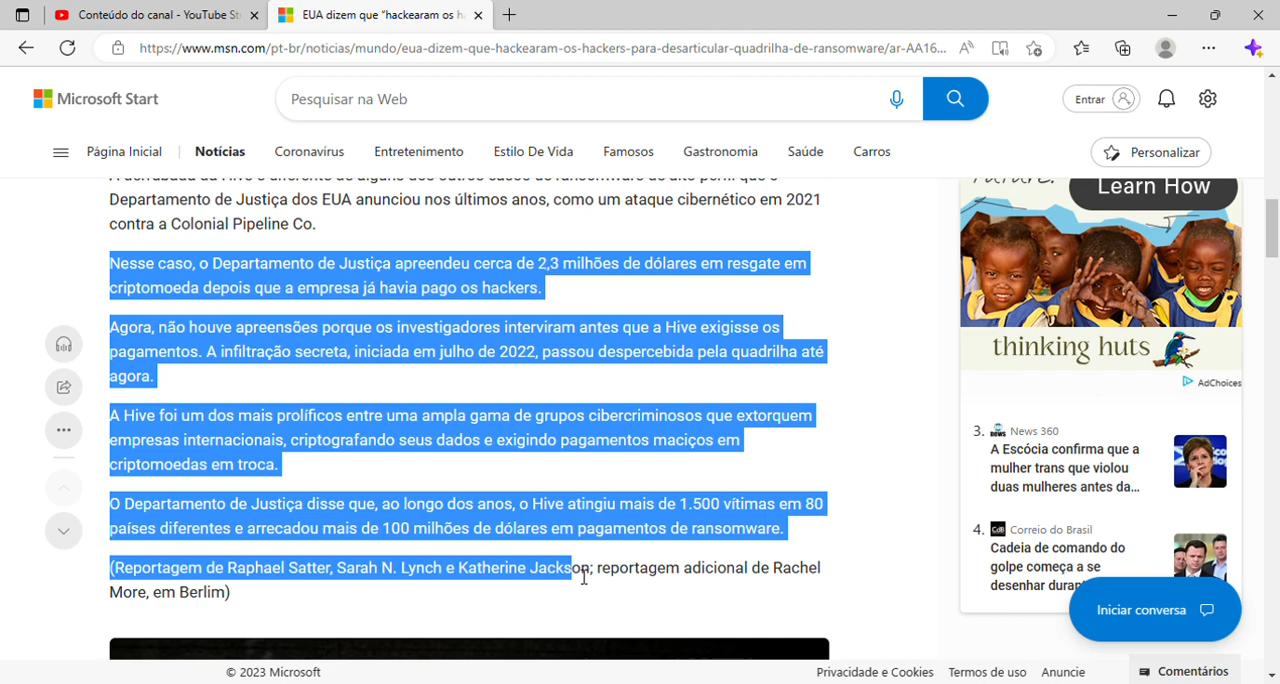 Conteúdo do canal - YouTube St
EUA dizem que “hackearam os h
https://www.msn.com/pt-br/noticias/mundo/eua-dizem-que-hackearam-os-hackers-para-desarticular-quadrilha-de-ransomware/ar-AA16...
Microsoft Start
Pesquisar na Web
Entrar
Página Inicial
Notícias
Coronavírus
Entretenimento
Estilo De Vida
Famosos
Gastronomia
Saúde
Carros
Personalizar
Departamento de Justiça dos EUA anunciou nos últimos anos, como um ataque cibernético em 2021
contra a Colonial Pipeline Co.
Nesse caso, o Departamento de Justiça apreendeu cerca de 2,3 milhões de dólares em resgate em
criptomoeda depois que a empresa já havia pago os hackers.
Agora, não houve apreensões porque os investigadores interviram antes que a Hive exigisse os
pagamentos. A infiltração secreta, iniciada em julho de 2022, passou despercebida pela quadrilha até
agora.
A Hive foi um dos mais prolíficos entre uma ampla gama de grupos cibercriminosos que extorquem
empresas internacionais, criptografando seus dados e exigindo pagamentos maciços em
criptomoedas em troca.
O Departamento de Justiça disse que, ao longo dos anos, o Hive atingiu mais de 1.500 vítimas em 80
países diferentes e arrecadou mais de 100 milhões de dólares em pagamentos de ransomware.
(Reportagem de Raphael Satter, Sarah N. Lynch e Katherine Jackson; reportagem adicional de Rachel
More, em Berlim)
Learn How
thinking huts
AdChoices
3. news News 360
A Escócia confirma que a
mulher trans que violou
duas mulheres antes da...
4. CdB Correio do Brasil
Cadeia de comando do
golpe começa a se
desenhar durant
Iniciar conversa
© 2023 Microsoft
Privacidade e Cookies
Termos de uso
Anuncie
Comentários